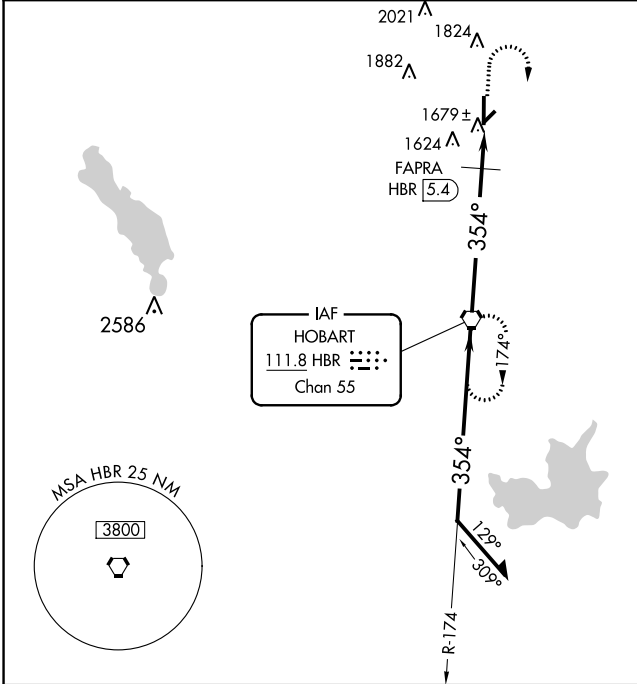 2021
1824
1882
1679 ±
1624
FAPRA
HBR 5.4
354°
2586
IAF
HOBART
111.8 HBR
Chan 55
174°
354°
MSA HBR 25 NM
3800
129°
309°
R-174